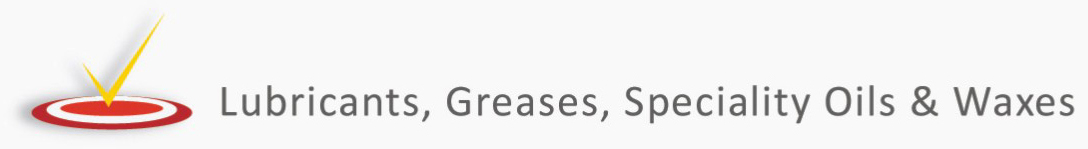 Lubricants, Greases, Speciality Oils & Waxes